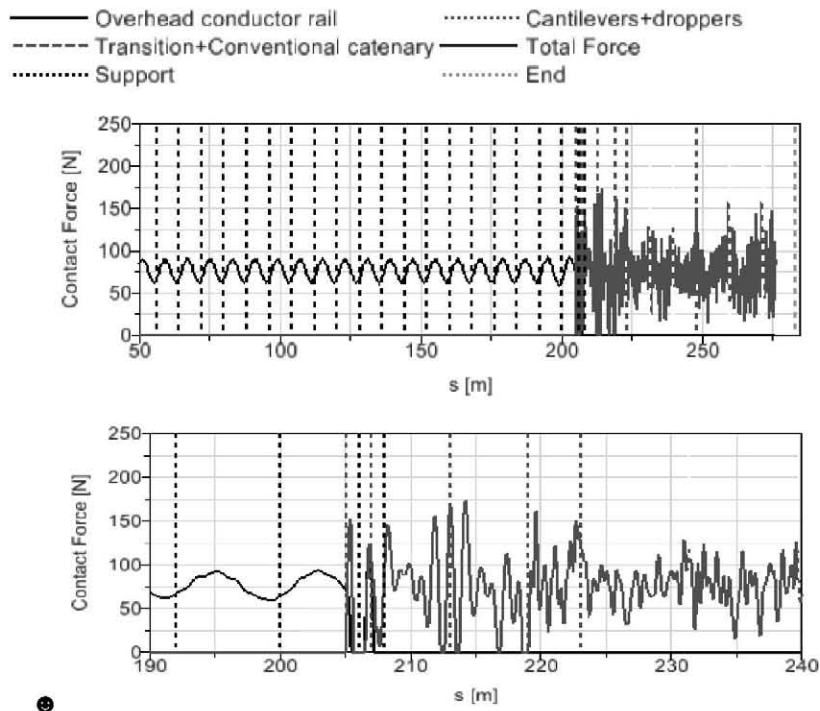 Overhead conductor rail Cantilevers+droppers
Transition+Conventional catenary Total Force
Support End
250
200
150
100
50
0
Contact Force [N]
50 100 150 200 250
s [m]
250
200
150
100
50
0
Contact Force [N]
190 200 210 220 230 240
s [m]